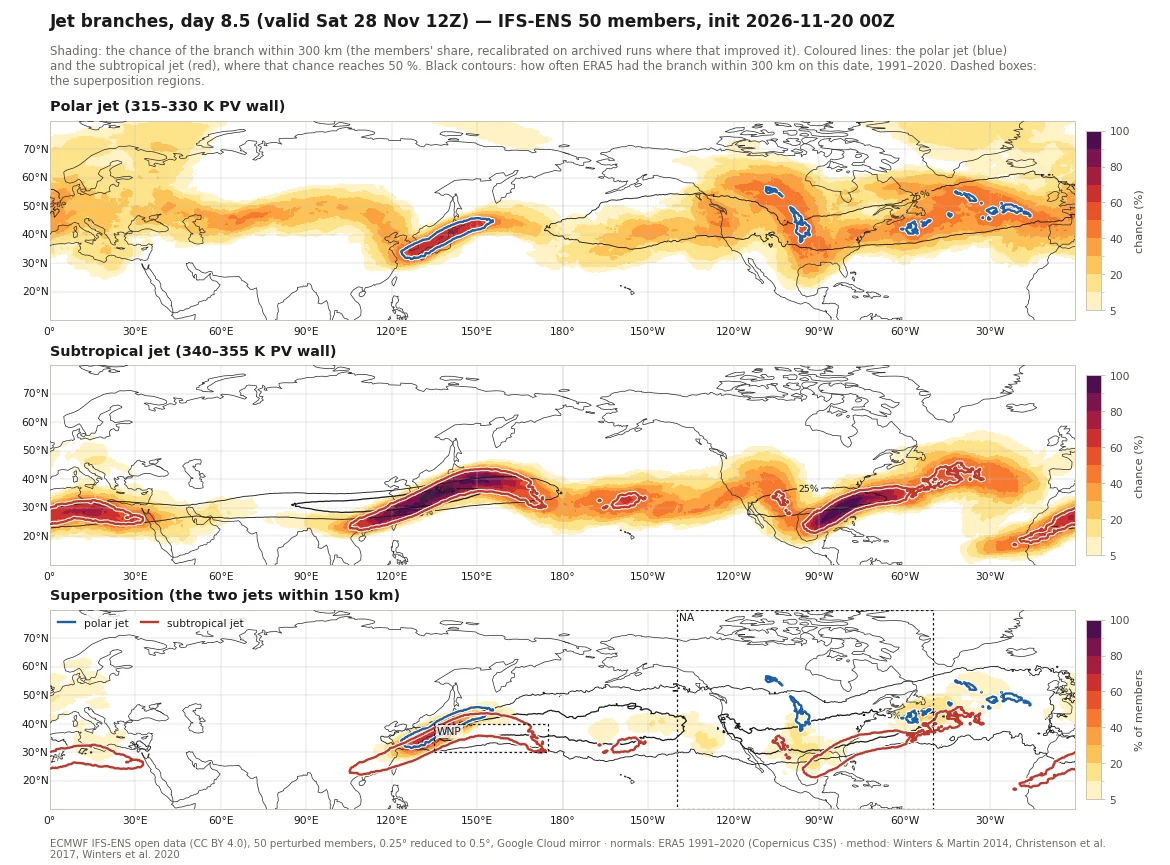 Jet branches, day 8.5 (valid Sat 28 Nov 12Z) — IFS-ENS 50 members, init 2026-11-20 00Z
Shading: the chance of the branch within 300 km (the members' share, recalibrated on archived runs where that improved it). Coloured lines: the polar jet (blue)
and the subtropical jet (red), where that chance reaches 50 %. Black contours: how often ERA5 had the branch within 300 km on this date, 1991–2020. Dashed boxes:
the superposition regions.
Polar jet (315–330 K PV wall)
70°N
60°N
50°N
40°N
30°N
20°N
0°
30°E
60°E
90°E
120°E
150°E
180°
150°W
120°W
90°W
60°W
30°W
100
80
60
40
20
5
chance (%)
Subtropical jet (340–355 K PV wall)
70°N
60°N
50°N
40°N
30°N
20°N
25%
0°
30°E
60°E
90°E
120°E
150°E
180°
150°W
120°W
90°W
60°W
30°W
100
80
60
40
20
5
chance (%)
Superposition (the two jets within 150 km)
polar jet
subtropical jet
NA
WNP
70°N
60°N
50°N
40°N
30°N
20°N
0°
30°E
60°E
90°E
120°E
150°E
180°
150°W
120°W
90°W
60°W
30°W
100
80
60
40
20
5
% of members
ECMWF IFS-ENS open data (CC BY 4.0), 50 perturbed members, 0.25° reduced to 0.5°, Google Cloud mirror · normals: ERA5 1991–2020 (Copernicus C3S) · method: Winters & Martin 2014, Christenson et al.
2017, Winters et al. 2020